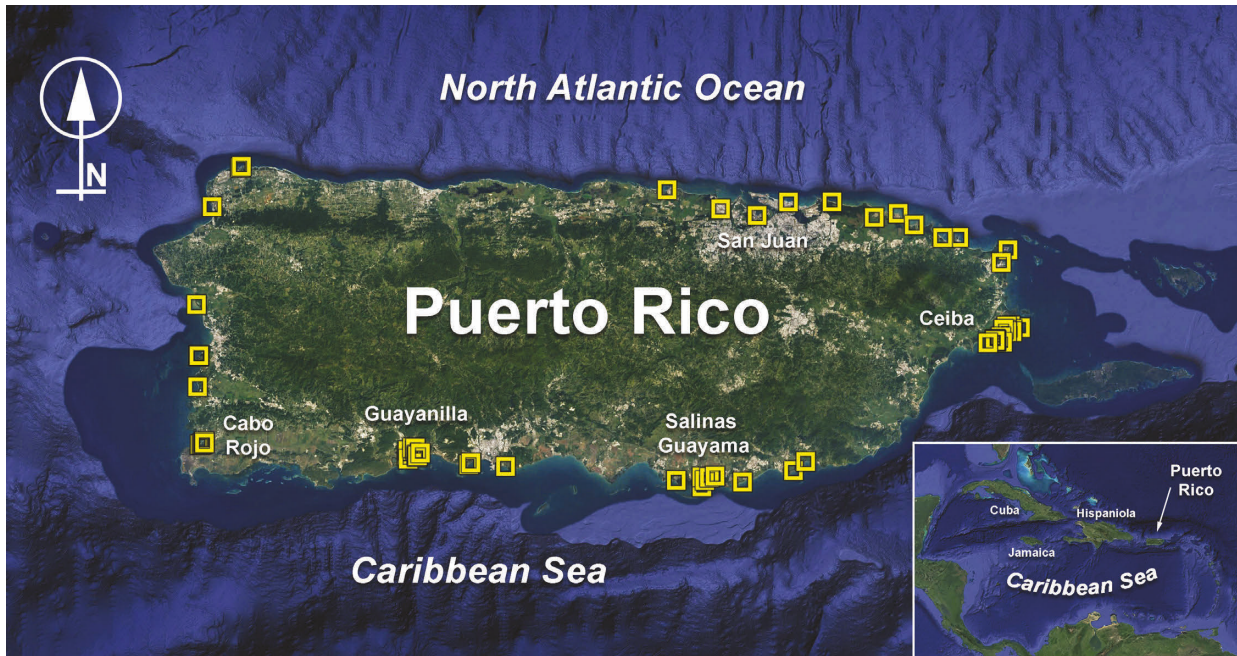 North Atlantic Ocean
N
San Juan
Puerto Rico
Ceiba
Guayanilla
Cabo
Rojo
Salinas
Guayama
Caribbean Sea
Puerto
Rico
Cuba
Hispaniola
Jamaica
Caribbean Sea